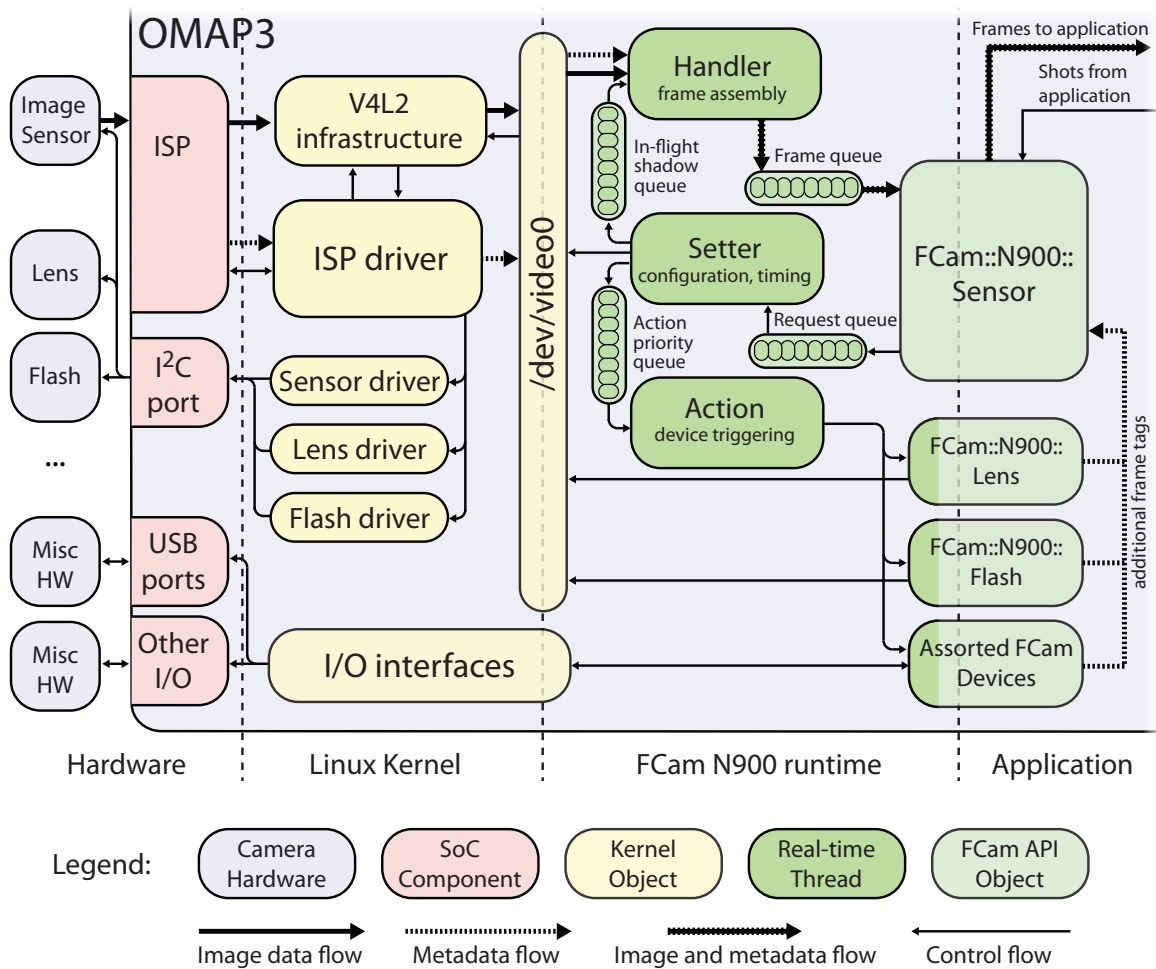 OMAP3
Frames to application
Shots from
application
Image
Sensor
ISP
V4L2
infrastructure
Handler
frame assembly
In-flight
shadow
queue
Frame queue
Lens
ISP driver
/dev/video0
Setter
configuration, timing
FCam::N900::
Sensor
Action
priority
queue
Request queue
Flash
I²C
port
Sensor driver
Action
device triggering
...
Lens driver
FCam::N900::
Lens
additional frame tags
Flash driver
Misc
HW
USB
ports
FCam::N900::
Flash
Misc
HW
Other
I/O
I/O interfaces
Assorted FCam
Devices
Hardware
Linux Kernel
FCam N900 runtime
Application
Legend:
Camera
Hardware
SoC
Component
Kernel
Object
Real-time
Thread
FCam API
Object
Image data flow
Metadata flow
Image and metadata flow
Control flow